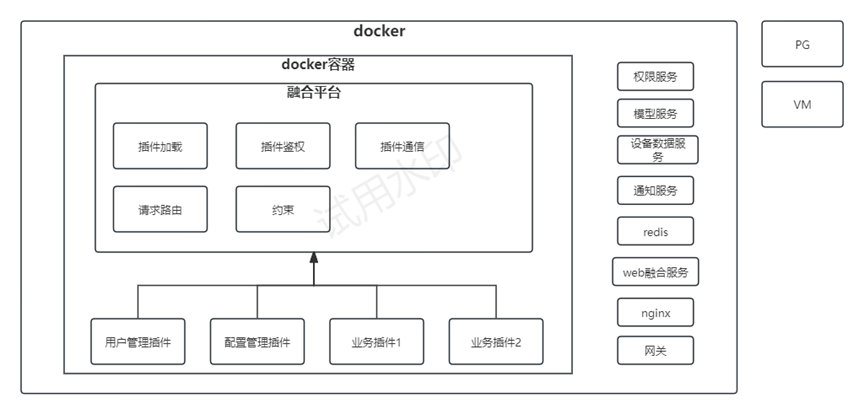 docker
docker容器
融合平台
插件加载
插件鉴权
插件通信
请求路由
约束
试用水印
用户管理插件
配置管理插件
业务插件1
业务插件2
权限服务
模型服务
设备数据服
务
通知服务
redis
web融合服务
nginx
网关
PG
VM